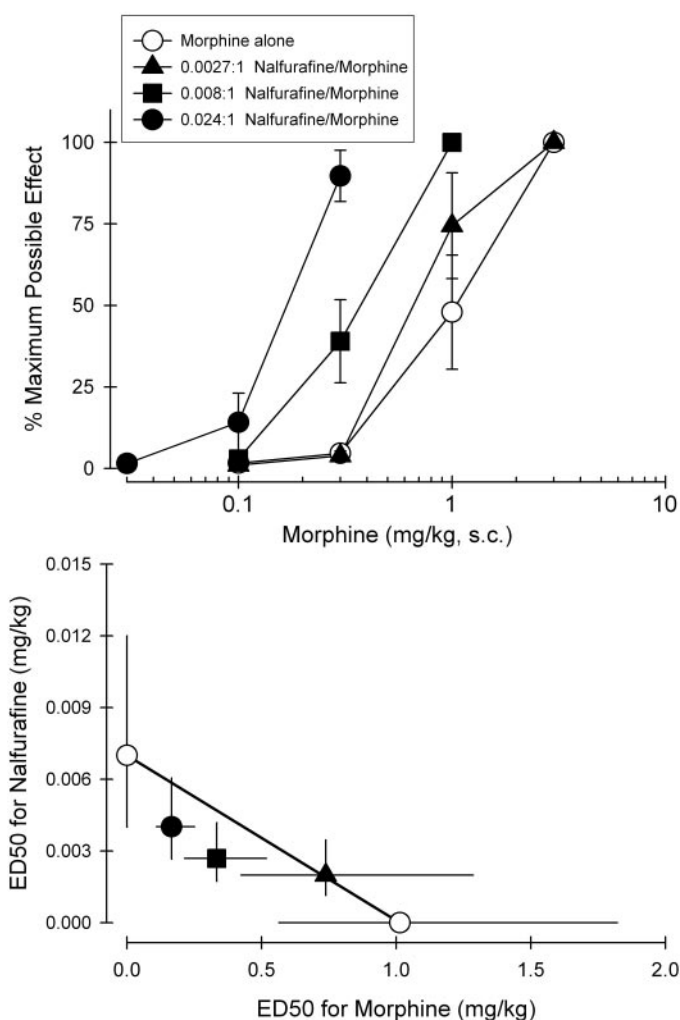 Morphine alone
0.0027:1 Nalfurafine/Morphine
0.008:1 Nalfurafine/Morphine
0.024:1 Nalfurafine/Morphine
% Maximum Possible Effect
100
75
50
25
0
0.1 1 10
Morphine (mg/kg, s.c.)
ED50 for Nalfurafine (mg/kg)
0.015
0.012
0.009
0.006
0.003
0.000
0.0 0.5 1.0 1.5 2.0
ED50 for Morphine (mg/kg)